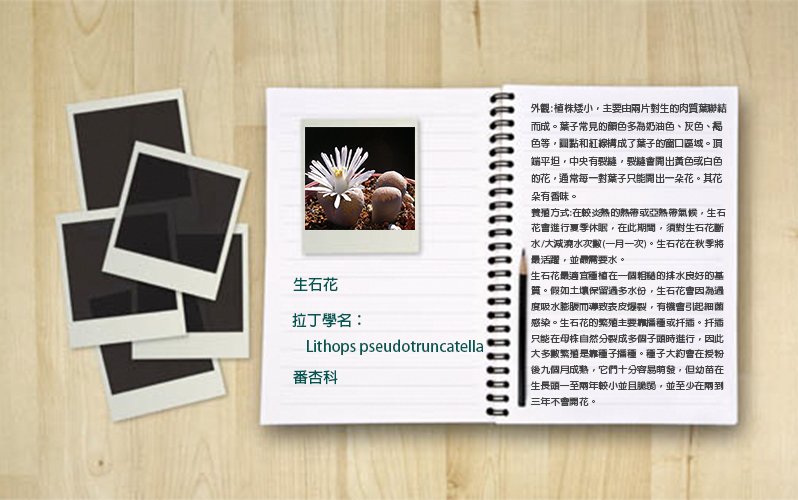 生石花
拉丁學名：
Lithops pseudotruncatella
番杏科
外觀:植株矮小，主要由兩片對生的肉質葉聯結
而成。葉子常見的顏色多為奶油色、灰色、褐
色等，圓點和紅線構成了葉子的窗口區域。頂
端平坦，中央有裂縫，裂縫會開出黃色或白色
的花，通常每一對葉子只能開出一朵花。其花
朵有香味。
養殖方式:在較炎熱的熱帶或亞熱帶氣候，生石
花會進行夏季休眠，在此期間，須對生石花斷
水/大減澆水次數(一月一次)。生石花在秋季將
最活躍，並最需要水。
生石花最適宜種植在一個粗糙的排水良好的基
質。假如土壤保留過多水份，生石花會因為過
度吸水膨脹而導致表皮爆裂，有機會引起細菌
感染。生石花的繁殖主要靠播種或扦插。扦插
只能在母株自然分裂成多個子頭時進行，因此
大多數繁殖是靠種子播種。種子大約會在授粉
後九個月成熟，它們十分容易萌發，但幼苗在
生長頭一至兩年較小並且脆弱，並至少在兩到
三年不會開花。